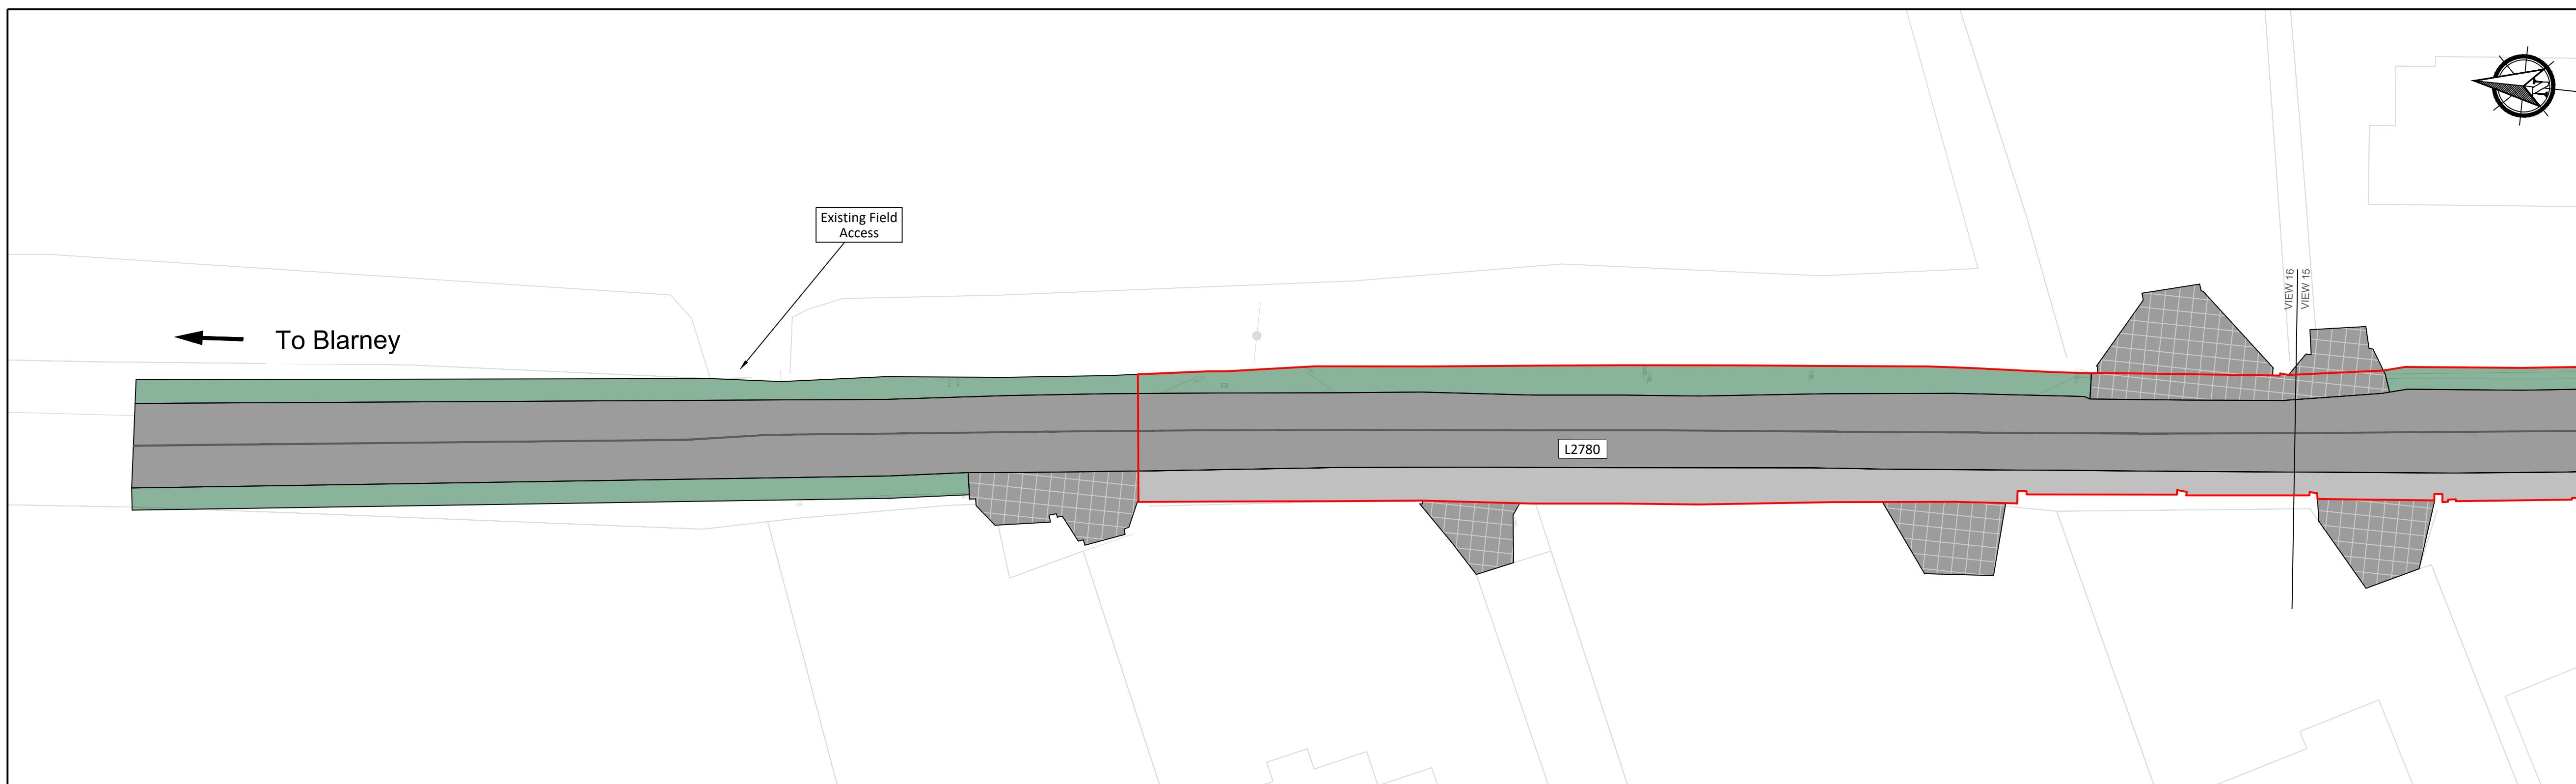 Existing Field
Access
To Blarney
VIEW 16
VIEW 15
L2780
N